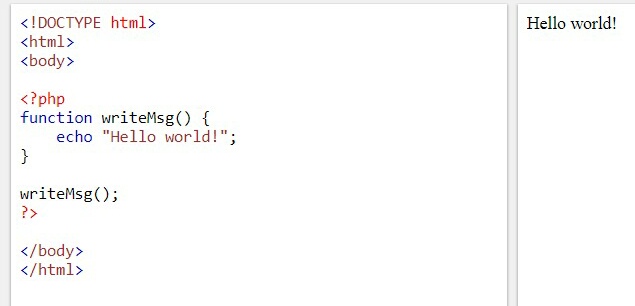 <!DOCTYPE html>
<html>
<body>
<?php
function writeMsg() {
    echo "Hello world!";
}
writeMsg();
?>
</body>
</html>
Hello world!